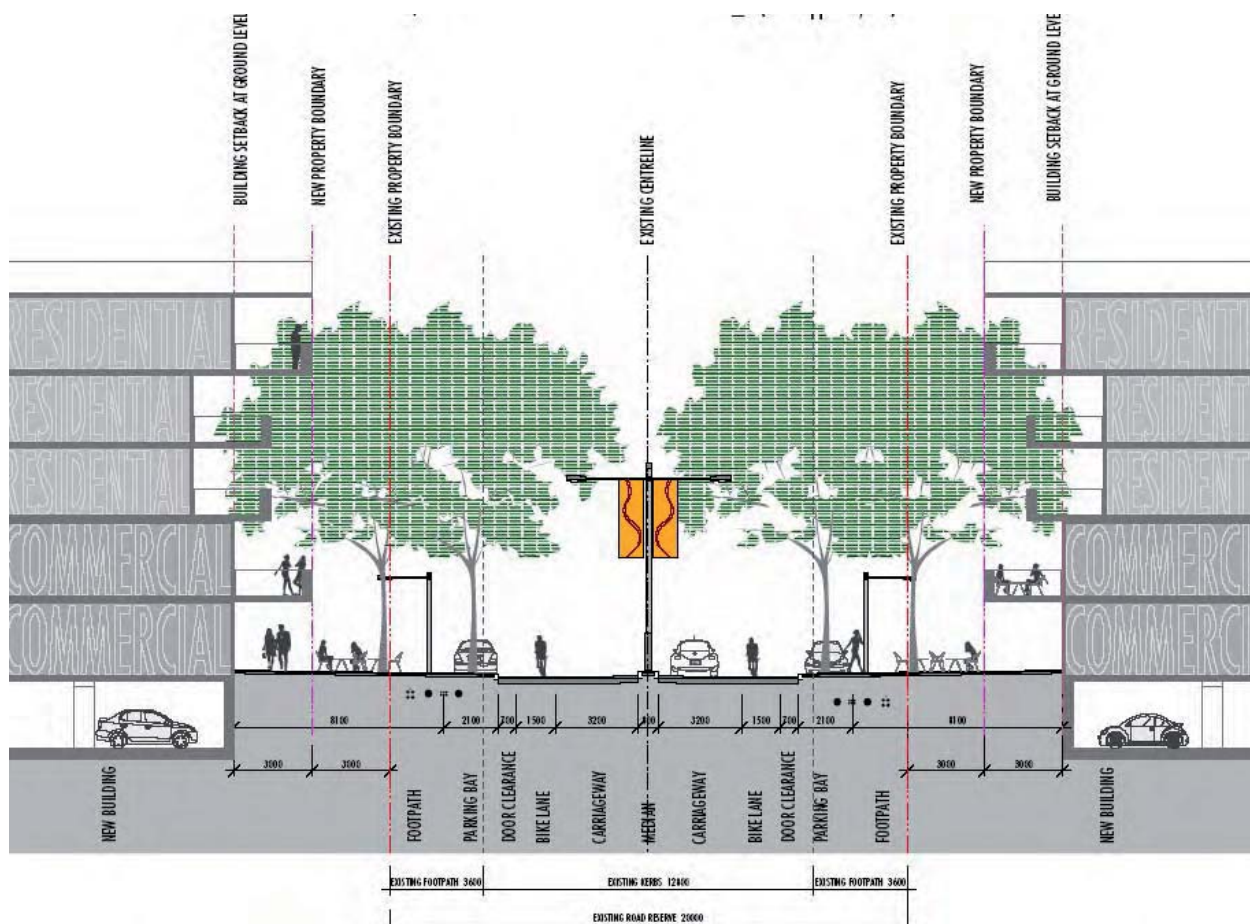 BUILDING SETBACK AT GROUND LEVEL
NEW PROPERTY BOUNDARY
EXISTING PROPERTY BOUNDARY
EXISTING CENTRELINE
EXISTING PROPERTY BOUNDARY
NEW PROPERTY BOUNDARY
BUILDING SETBACK AT GROUND LEVE
RESIDENTIAL
RESIDENT
RESIDENTIA
RESIDEN
RESIDENTIA
RESIDENT
COMMERCIAL
COMMERCI
COMMERCIAL
COMMERCI
8100
2100
700
1500
3200
3200
1500
700
2100
8100
3000
3000
3000
3000
NEW BUILDING
FOOTPATH
PARKING BAY
DOOR CLEARANCE
BIKE LANE
CARRIAGEWAY
MEDIAN
CARRIAGEWAY
BIKE LANE
DOOR CLEARANCE
PARKING BAY
FOOTPATH
NEW BUILDING
EXISTING FOOTPATH 3600
EXISTING KERBS 12800
EXISTING FOOTPATH 3600
EXISTING ROAD RESERVE 20000